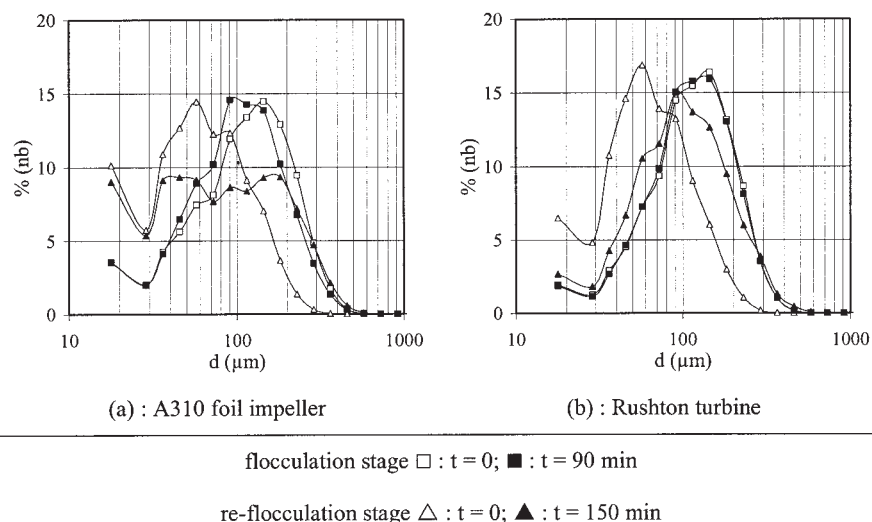 20
15
10
5
0
% (nb)
10
100
1000
d (µm)
(a) : A310 foil impeller
20
15
10
5
0
% (nb)
10
100
1000
d (µm)
(b) : Rushton turbine
flocculation stage □ : t = 0; ■ : t = 90 min
re-flocculation stage △ : t = 0; ▲ : t = 150 min